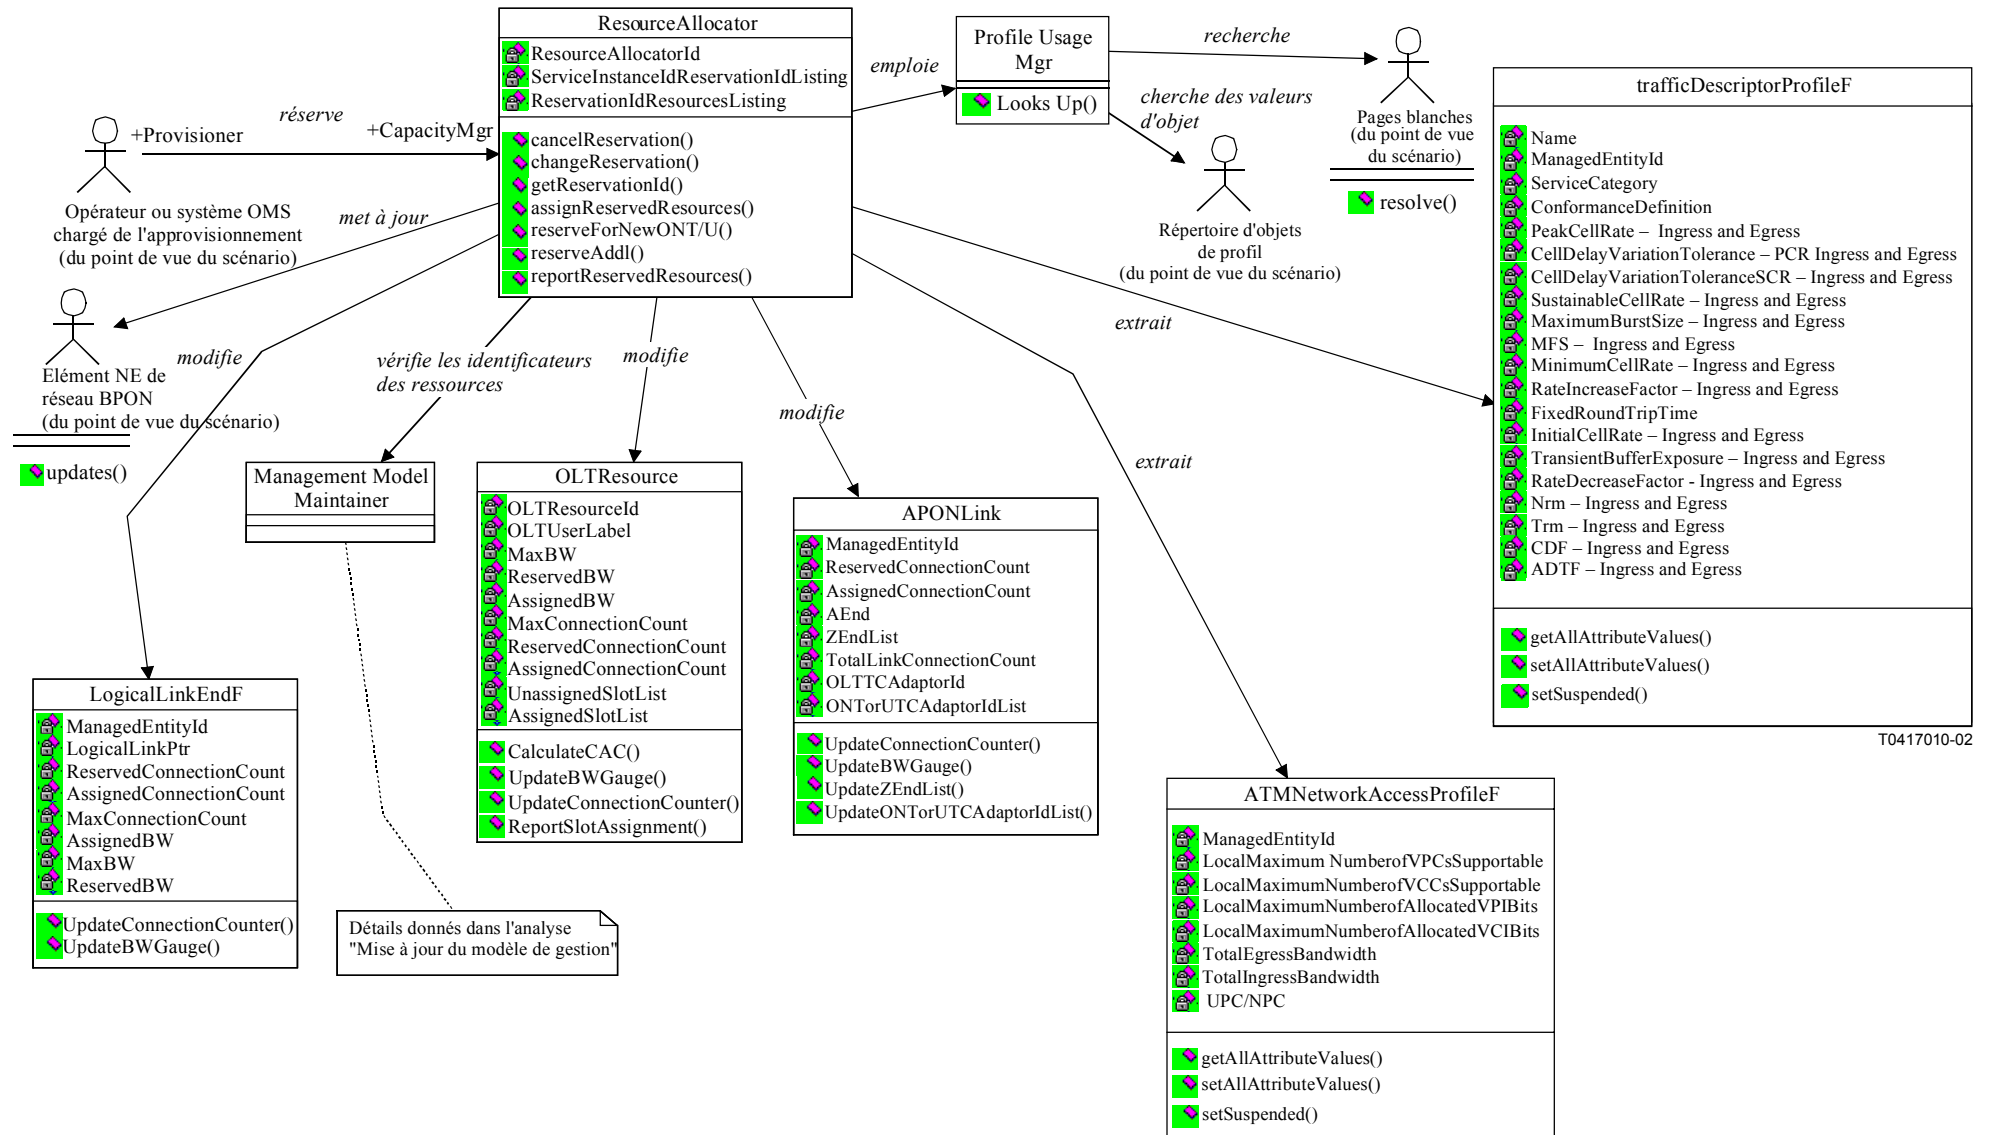 ResourceAllocator
ResourceAllocatorId
ServiceInstanceIdReservationIdListing
ReservationIdResourcesListing
cancelReservation()
changeReservation()
getReservationId()
assignReservedResources()
reserveForNewONT/U()
reserveAddl()
reportReservedResources()
réserve
+Provisioner
+CapacityMgr
Opérateur ou système OMS
chargé de l'approvisionnement
(du point de vue du scénario)
met à jour
Elément NE de
réseau BPON
(du point de vue du scénario)
updates()
emploie
Profile Usage
Mgr
Looks Up()
recherche
cherche des valeurs
d'objet
Pages blanches
(du point de vue
du scénario)
resolve()
Répertoire d'objets
de profil
(du point de vue du scénario)
trafficDescriptorProfileF
Name
ManagedEntityId
ServiceCategory
ConformanceDefinition
PeakCellRate – Ingress and Egress
CellDelayVariationTolerance – PCR Ingress and Egress
CellDelayVariationToleranceSCR – Ingress and Egress
SustainableCellRate – Ingress and Egress
MaximumBurstSize – Ingress and Egress
MFS – Ingress and Egress
MinimumCellRate – Ingress and Egress
RateIncreaseFactor – Ingress and Egress
FixedRoundTripTime
InitialCellRate – Ingress and Egress
TransientBufferExposure – Ingress and Egress
RateDecreaseFactor - Ingress and Egress
Nrm – Ingress and Egress
Trm – Ingress and Egress
CDF – Ingress and Egress
ADTF – Ingress and Egress
getAllAttributeValues()
setAllAttributeValues()
setSuspended()
T0417010-02
modifie
vérifie les identificateurs
des ressources
modifie
modifie
extrait
extrait
Management Model
Maintainer
OLTResource
OLTResourceId
OLTUserLabel
MaxBW
ReservedBW
AssignedBW
MaxConnectionCount
ReservedConnectionCount
AssignedConnectionCount
UnassignedSlotList
AssignedSlotList
CalculateCAC()
UpdateBWGauge()
UpdateConnectionCounter()
ReportSlotAssignment()
APONLink
ManagedEntityId
ReservedConnectionCount
AssignedConnectionCount
AEnd
ZEndList
TotalLinkConnectionCount
OLTTCAdaptorId
ONTorUTCAdaptorIdList
UpdateConnectionCounter()
UpdateBWGauge()
UpdateZEndList()
UpdateONTorUTCAdaptorIdList()
LogicalLinkEndF
ManagedEntityId
LogicalLinkPtr
ReservedConnectionCount
AssignedConnectionCount
MaxConnectionCount
AssignedBW
MaxBW
ReservedBW
UpdateConnectionCounter()
UpdateBWGauge()
Détails donnés dans l'analyse
"Mise à jour du modèle de gestion"
ATMNetworkAccessProfileF
ManagedEntityId
LocalMaximum NumberofVPCsSupportable
LocalMaximumNumberofVCCsSupportable
LocalMaximumNumberofAllocatedVPIBits
LocalMaximumNumberofAllocatedVCIBits
TotalEgressBandwidth
TotalIngressBandwidth
UPC/NPC
getAllAttributeValues()
setAllAttributeValues()
setSuspended()